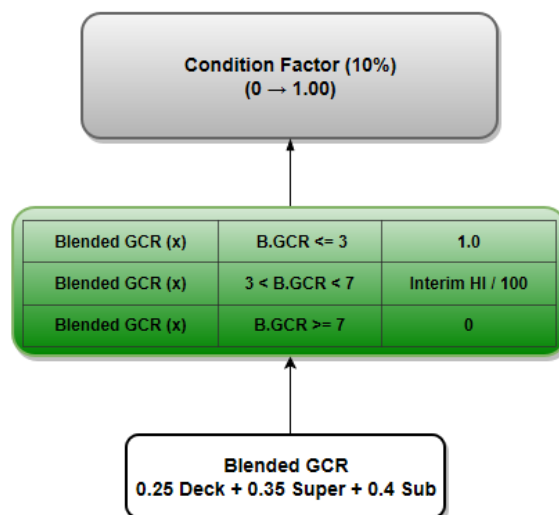 Condition Factor (10%)
(0 → 1.00)
Blended GCR (x) B.GCR <= 3 1.0
Blended GCR (x) 3 < B.GCR < 7 Interim HI / 100
Blended GCR (x) B.GCR >= 7 0
Blended GCR
0.25 Deck + 0.35 Super + 0.4 Sub